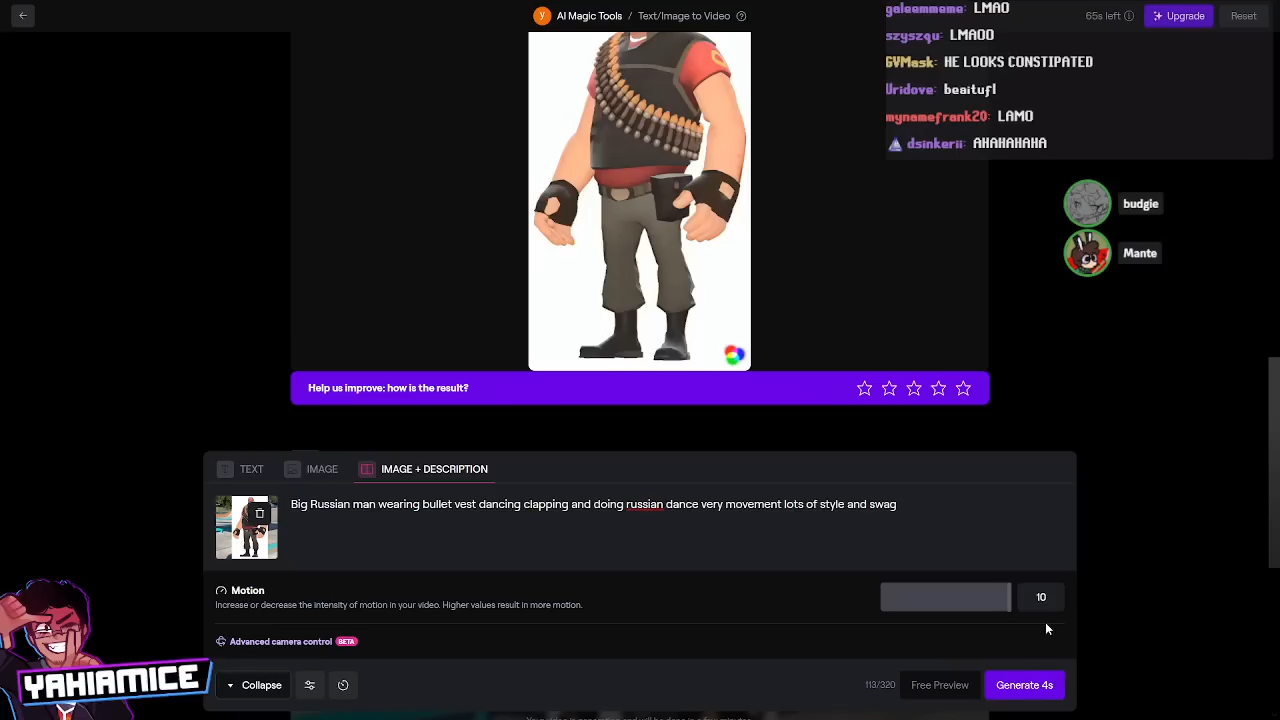 AI Magic Tools / Text/Image to Video
65s left
Upgrade
Reset
galeemmeme: LMAO
szyszqu: LMAOO
GVMask: HE LOOKS CONSTIPATED
Uridove: beaitufl
mynamefrank20: LAMO
dsinkerii: AHAHAHAHA
budgie
Mante
Help us improve: how is the result?
TEXT
IMAGE
IMAGE + DESCRIPTION
Big Russian man wearing bullet vest dancing clapping and doing russian dance very movement lots of style and swag
Motion
Increase or decrease the intensity of motion in your video. Higher values result in more motion.
10
Advanced camera control BETA
Collapse
113/320
Free Preview
Generate 4s
YAHIAMICE